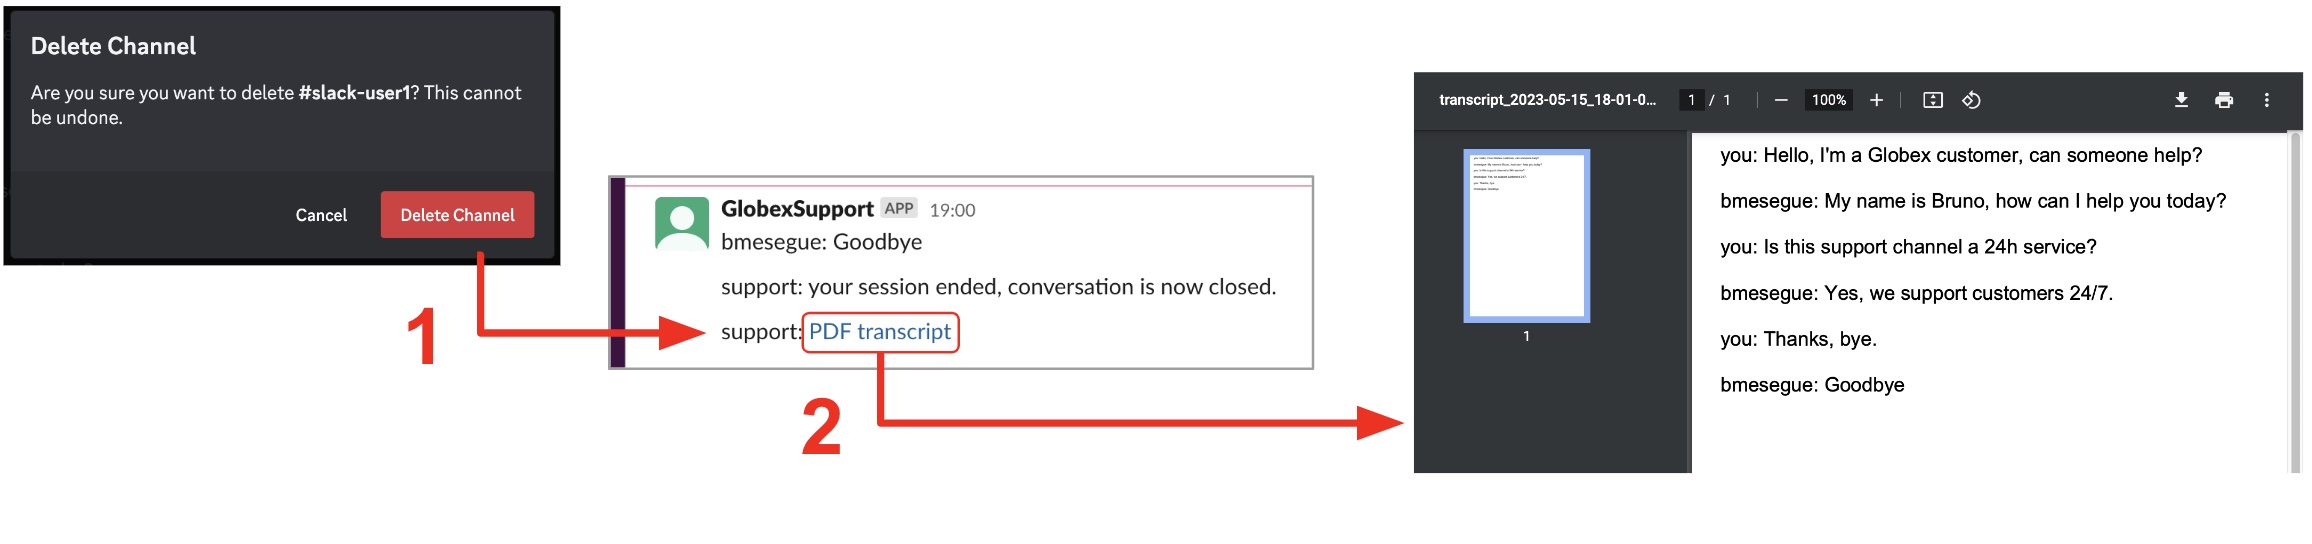 Delete Channel
Are you sure you want to delete #slack-user1? This cannot
be undone.
Cancel
Delete Channel
1
GlobexSupport APP 19:00
bmesegue: Goodbye
support: your session ended, conversation is now closed.
support: PDF transcript
2
transcript_2023-05-15_18-01-0... 1 / 1 100%
1
you: Hello, I'm a Globex customer, can someone help?
bmesegue: My name is Bruno, how can I help you today?
you: Is this support channel a 24h service?
bmesegue: Yes, we support customers 24/7.
you: Thanks, bye.
bmesegue: Goodbye